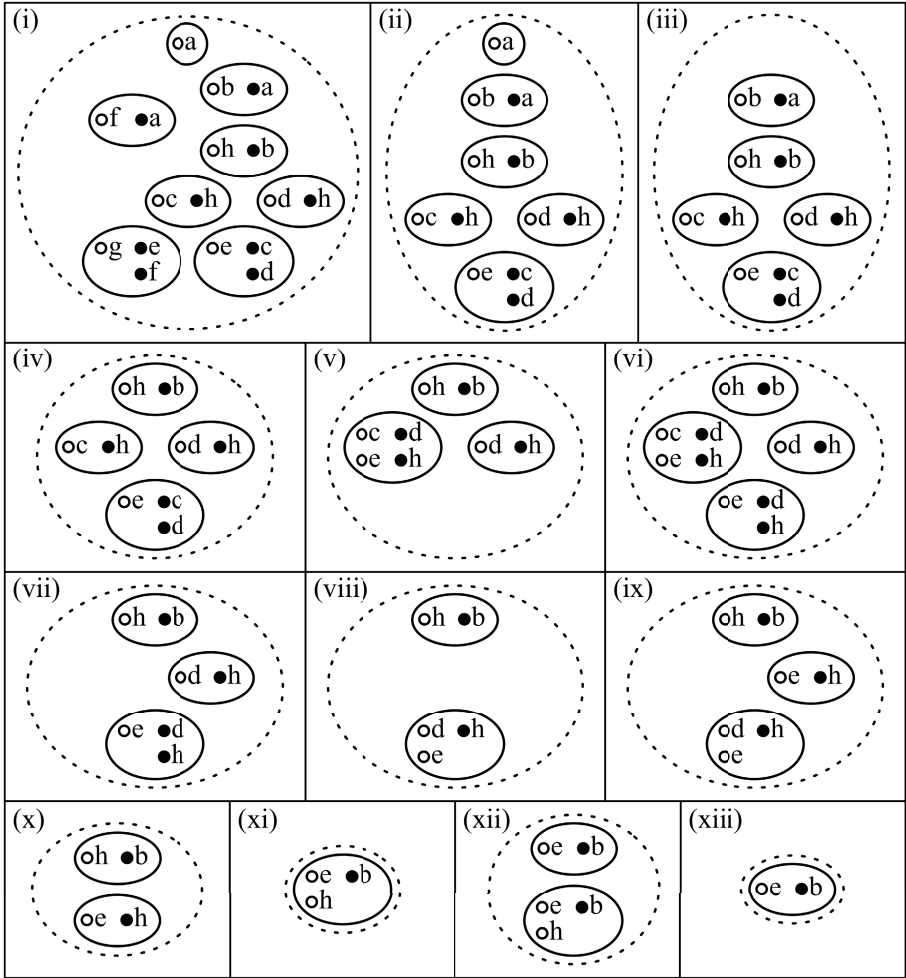 (i)
○a
○b ●a
○f ●a
○h ●b
○c ●h ○d ●h
○g ●e ○e ●c
●f ●d
(ii)
○a
○b ●a
○h ●b
○c ●h ○d ●h
○e ●c
●d
(iii)
○b ●a
○h ●b
○c ●h ○d ●h
○e ●c
●d
(iv)
○h ●b
○c ●h ○d ●h
○e ●c
●d
(v)
○h ●b
○c ●d
○e ●h
○d ●h
(vi)
○h ●b
○c ●d
○e ●h
○d ●h
○e ●d
●h
(vii)
○h ●b
○d ●h
○e ●d
●h
(viii)
○h ●b
○d ●h
○e
(ix)
○h ●b
○e ●h
○d ●h
○e
(x)
○h ●b
○e ●h
(xi)
○e ●b
○h
(xii)
○e ●b
○e ●b
○h
(xiii)
○e ●b